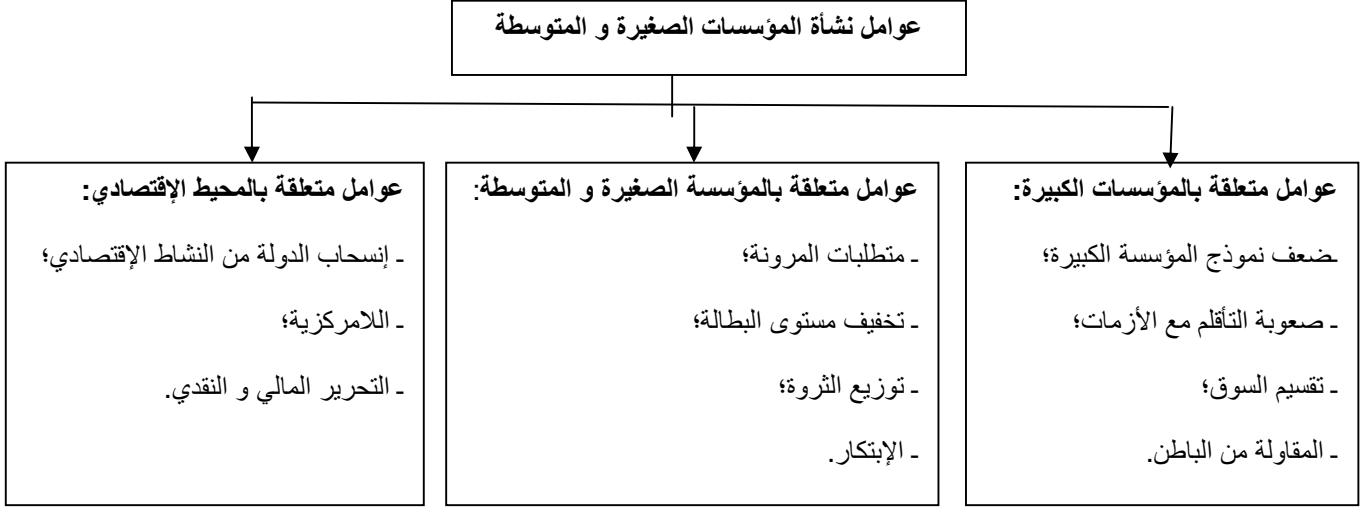 عوامل نشأة المؤسسات الصغيرة و المتوسطة
عوامل متعلقة بالمؤسسات الكبيرة:
ـضعف نموذج المؤسسة الكبيرة؛
ـ صعوبة التأقلم مع الأزمات؛
ـ تقسيم السوق؛
ـ المقاولة من الباطن.
عوامل متعلقة بالمؤسسة الصغيرة و المتوسطة:
ـ متطلبات المرونة؛
ـ تخفيف مستوى البطالة؛
ـ توزيع الثروة؛
ـ الإبتكار.
عوامل متعلقة بالمحيط الإقتصادي:
ـ إنسحاب الدولة من النشاط الإقتصادي؛
ـ اللامركزية؛
ـ التحرير المالي و النقدي.